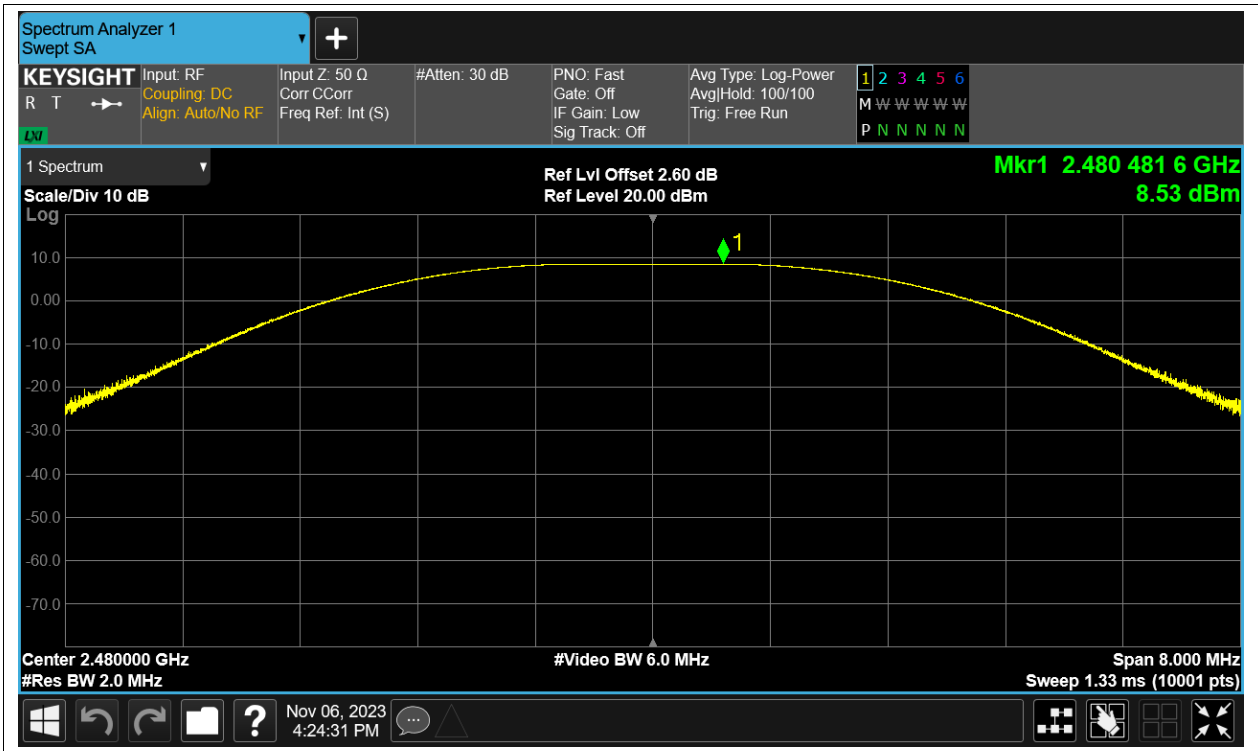 Spectrum Analyzer 1
Swept SA
KEYSIGHT
R T
LXI
Input: RF
Coupling: DC
Align: Auto/No RF
Input Z: 50 Ω
Corr CCorr
Freq Ref: Int (S)
#Atten: 30 dB
PNO: Fast
Gate: Off
IF Gain: Low
Sig Track: Off
Avg Type: Log-Power
Avg|Hold: 100/100
Trig: Free Run
1 2 3 4 5 6
M W W W W W
P N N N N N
1 Spectrum
Scale/Div 10 dB
Log
Ref Lvl Offset 2.60 dB
Ref Level 20.00 dBm
Mkr1 2.480 481 6 GHz
8.53 dBm
1
10.0
0.00
-10.0
-20.0
-30.0
-40.0
-50.0
-60.0
-70.0
Center 2.480000 GHz
#Res BW 2.0 MHz
#Video BW 6.0 MHz
Span 8.000 MHz
Sweep 1.33 ms (10001 pts)
?
Nov 06, 2023
4:24:31 PM